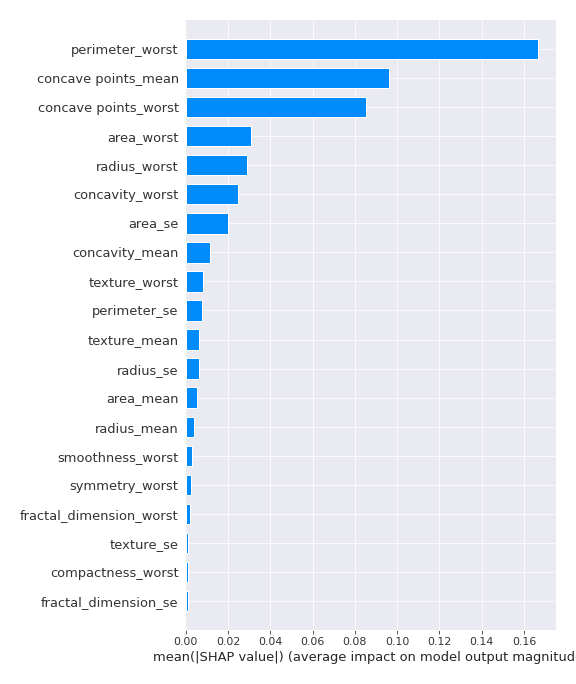 perimeter_worst
concave points_mean
concave points_worst
area_worst
radius_worst
concavity_worst
area_se
concavity_mean
texture_worst
perimeter_se
texture_mean
radius_se
area_mean
radius_mean
smoothness_worst
symmetry_worst
fractal_dimension_worst
texture_se
compactness_worst
fractal_dimension_se
0.00 0.02 0.04 0.06 0.08 0.10 0.12 0.14 0.16
mean(|SHAP value|) (average impact on model output magnitude